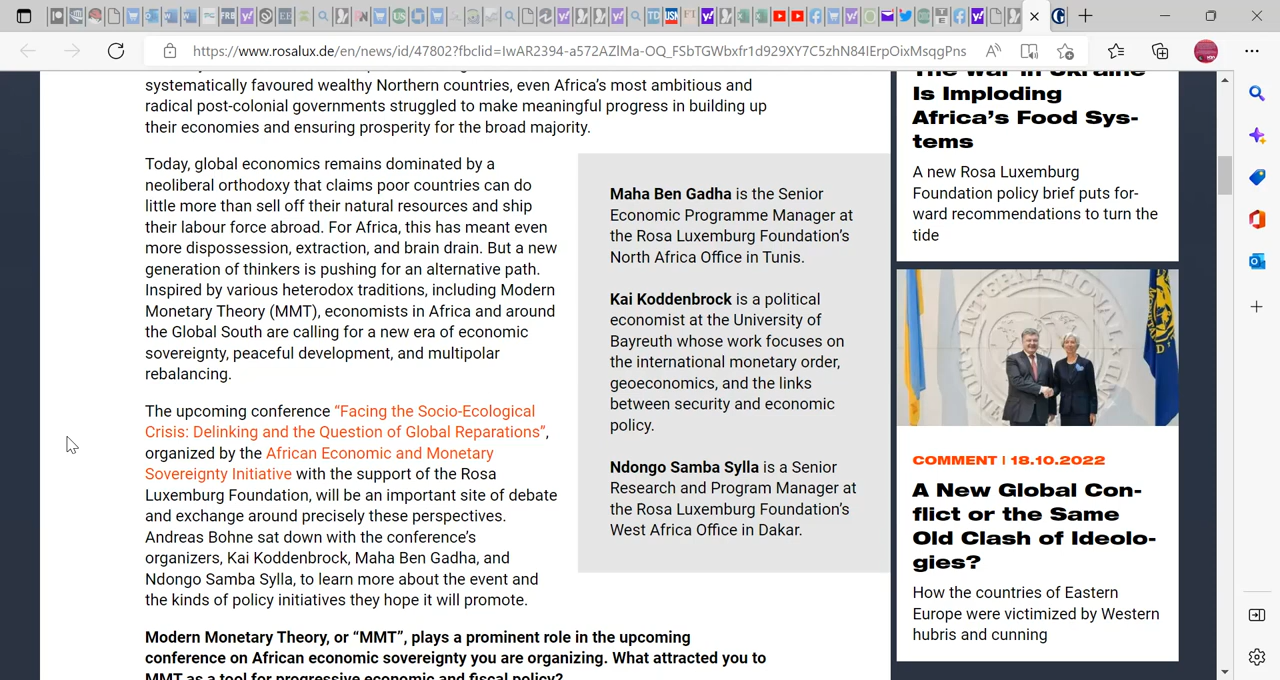 https://www.rosalux.de/en/news/id/47802?fbclid=IwAR2394-a572AZlMa-OQ_FSbTGWbxfr1d929XY7C5zhN84IErpOixMsqgPns
systematically favoured wealthy Northern countries, even Africa's most ambitious and
radical post-colonial governments struggled to make meaningful progress in building up
their economies and ensuring prosperity for the broad majority.
Today, global economics remains dominated by a
neoliberal orthodoxy that claims poor countries can do
little more than sell off their natural resources and ship
their labour force abroad. For Africa, this has meant even
more dispossession, extraction, and brain drain. But a new
generation of thinkers is pushing for an alternative path.
Inspired by various heterodox traditions, including Modern
Monetary Theory (MMT), economists in Africa and around
the Global South are calling for a new era of economic
sovereignty, peaceful development, and multipolar
rebalancing.
The upcoming conference “Facing the Socio-Ecological
Crisis: Delinking and the Question of Global Reparations”,
organized by the African Economic and Monetary
Sovereignty Initiative with the support of the Rosa
Luxemburg Foundation, will be an important site of debate
and exchange around precisely these perspectives.
Andreas Bohne sat down with the conference's
organizers, Kai Koddenbrock, Maha Ben Gadha, and
Ndongo Samba Sylla, to learn more about the event and
the kinds of policy initiatives they hope it will promote.
Modern Monetary Theory, or “MMT”, plays a prominent role in the upcoming
conference on African economic sovereignty you are organizing. What attracted you to
MMT as a tool for progressive economic and fiscal policy?
Maha Ben Gadha is the Senior
Economic Programme Manager at
the Rosa Luxemburg Foundation's
North Africa Office in Tunis.
Kai Koddenbrock is a political
economist at the University of
Bayreuth whose work focuses on
the international monetary order,
geoeconomics, and the links
between security and economic
policy.
Ndongo Samba Sylla is a Senior
Research and Program Manager at
the Rosa Luxemburg Foundation's
West Africa Office in Dakar.
The War in Ukraine
Is Imploding
Africa's Food Sys-
tems
A new Rosa Luxemburg
Foundation policy brief puts for-
ward recommendations to turn the
tide
COMMENT | 18.10.2022
A New Global Con-
flict or the Same
Old Clash of Ideolo-
gies?
How the countries of Eastern
Europe were victimized by Western
hubris and cunning